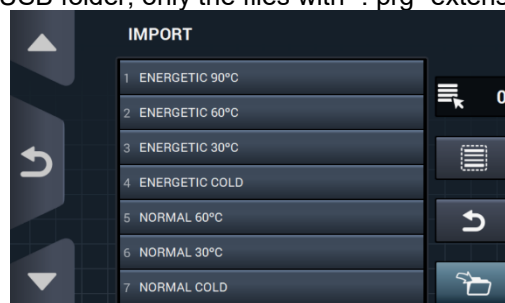 USB folder, only the files with ". prg" extens
IMPORT
1 ENERGETIC 90ºC
2 ENERGETIC 60ºC
3 ENERGETIC 30ºC
4 ENERGETIC COLD
5 NORMAL 60ºC
6 NORMAL 30ºC
7 NORMAL COLD
0